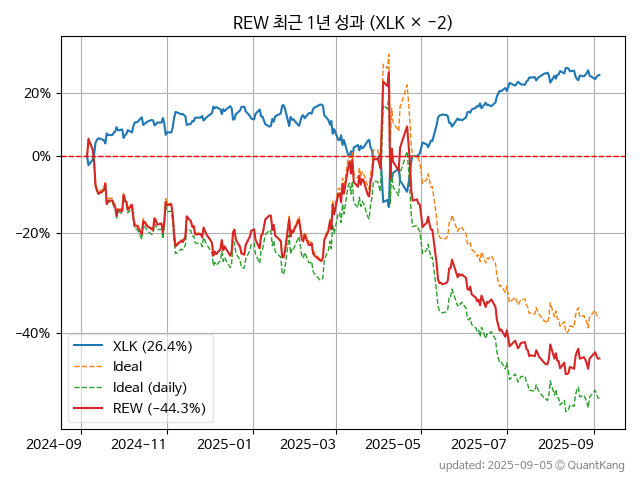 REW 최근 1년 성과 (XLK × −2)
20%
0%
−20%
−40%
XLK (26.4%)
Ideal
Ideal (daily)
REW (−44.3%)
2024−09 2024−11 2025−01 2025−03 2025−05 2025−07 2025−09
updated: 2025−09−05 © QuantKang